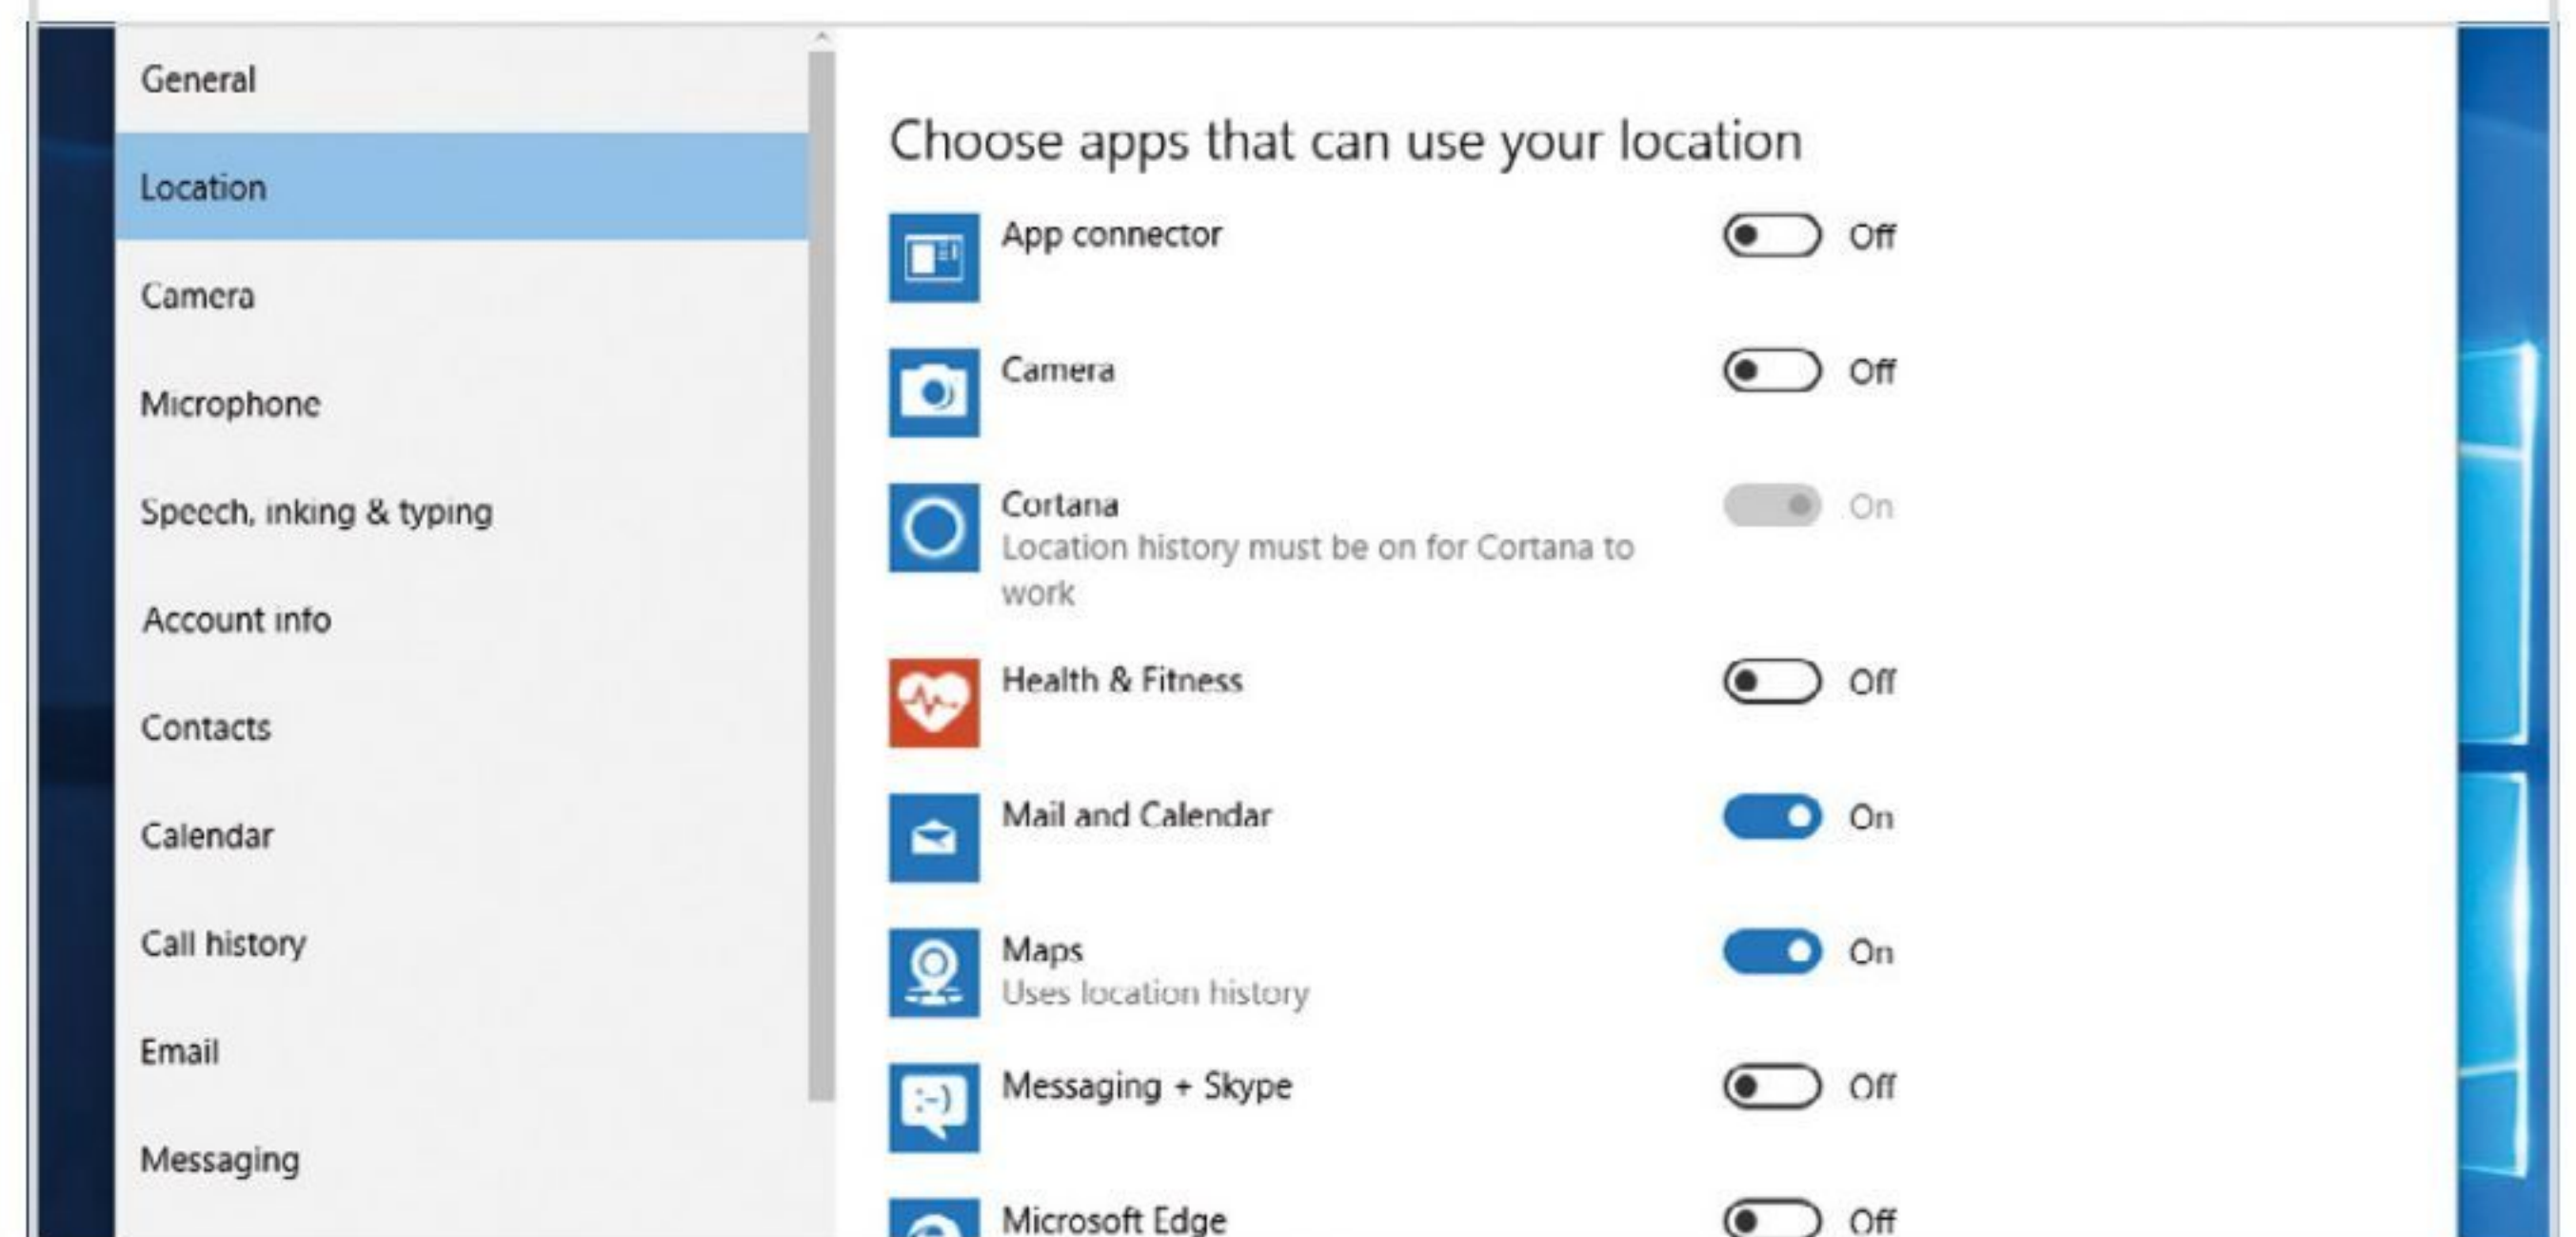 General
Location
Camera
Microphone
Speech, inking & typing
Account info
Contacts
Calendar
Call history
Email
Messaging
Choose apps that can use your location
App connector Off
Camera Off
Cortana On
Location history must be on for Cortana to
work
Health & Fitness Off
Mail and Calendar On
Maps On
Uses location history
:-)
Messaging + Skype Off
Microsoft Edge Off